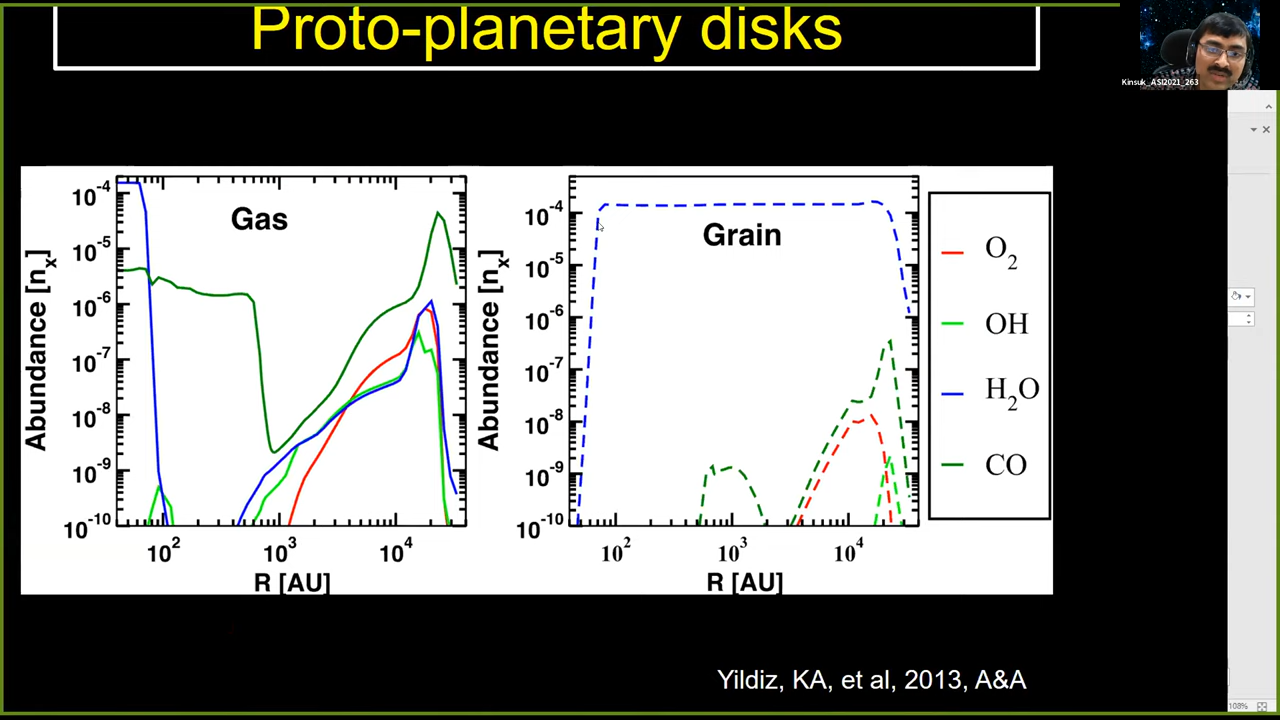 Proto-planetary disks
Kinsuk_ASI2021_263
Gas
Abundance [nx]
10-4
10-5
10-6
10-7
10-8
10-9
10-10
10²
10³
10⁴
R [AU]
Grain
Abundance [nx]
10-4
10-5
10-6
10-7
10-8
10-9
10-10
10²
10³
10⁴
R [AU]
O₂
OH
H₂O
CO
Yildiz, KA, et al, 2013, A&A
108%